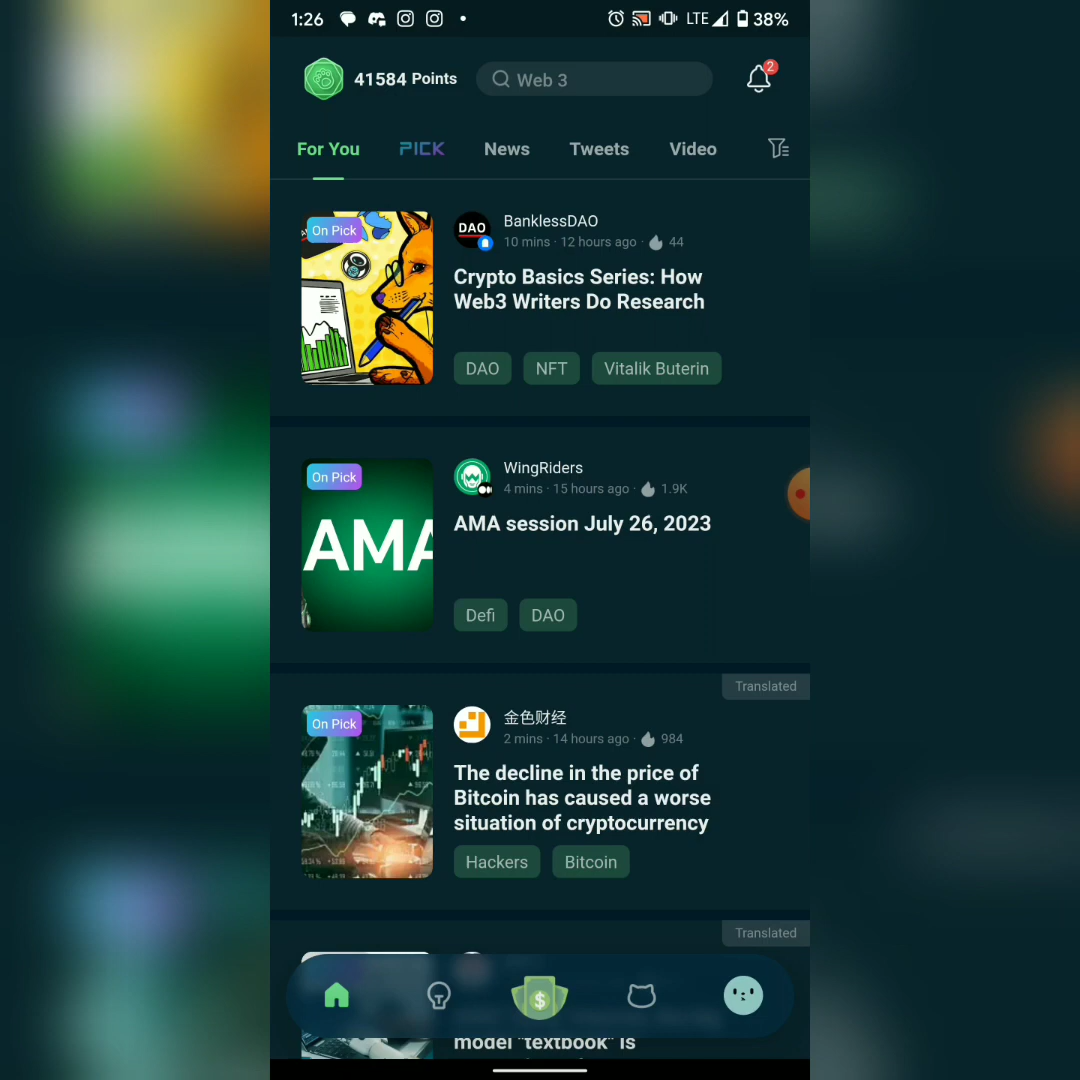 1:26
LTE
38%
41584 Points
Web 3
2
For You
PICK
News
Tweets
Video
On Pick
DAO
BanklessDAO
10 mins · 12 hours ago · 44
Crypto Basics Series: How
Web3 Writers Do Research
DAO
NFT
Vitalik Buterin
On Pick
AMA
WingRiders
4 mins · 15 hours ago · 1.9K
AMA session July 26, 2023
Defi
DAO
Translated
On Pick
金色财经
2 mins · 14 hours ago · 984
The decline in the price of
Bitcoin has caused a worse
situation of cryptocurrency
Hackers
Bitcoin
Translated
$
model "textbook" is